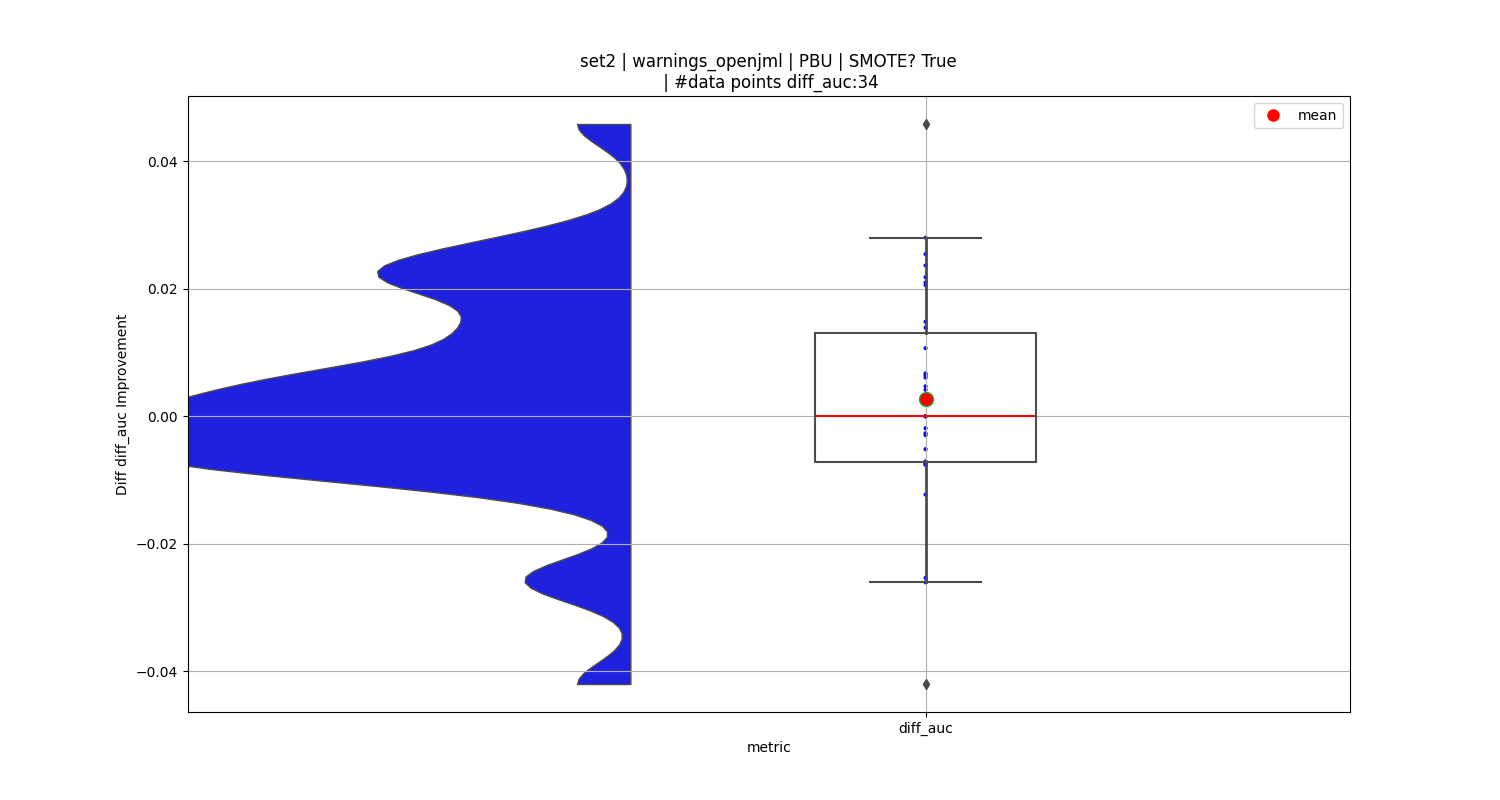 set2 | warnings_openjml | PBU | SMOTE? True
| #data points diff_auc:34
mean
0.04
0.02
0.00
−0.02
−0.04
Diff diff_auc Improvement
diff_auc
metric